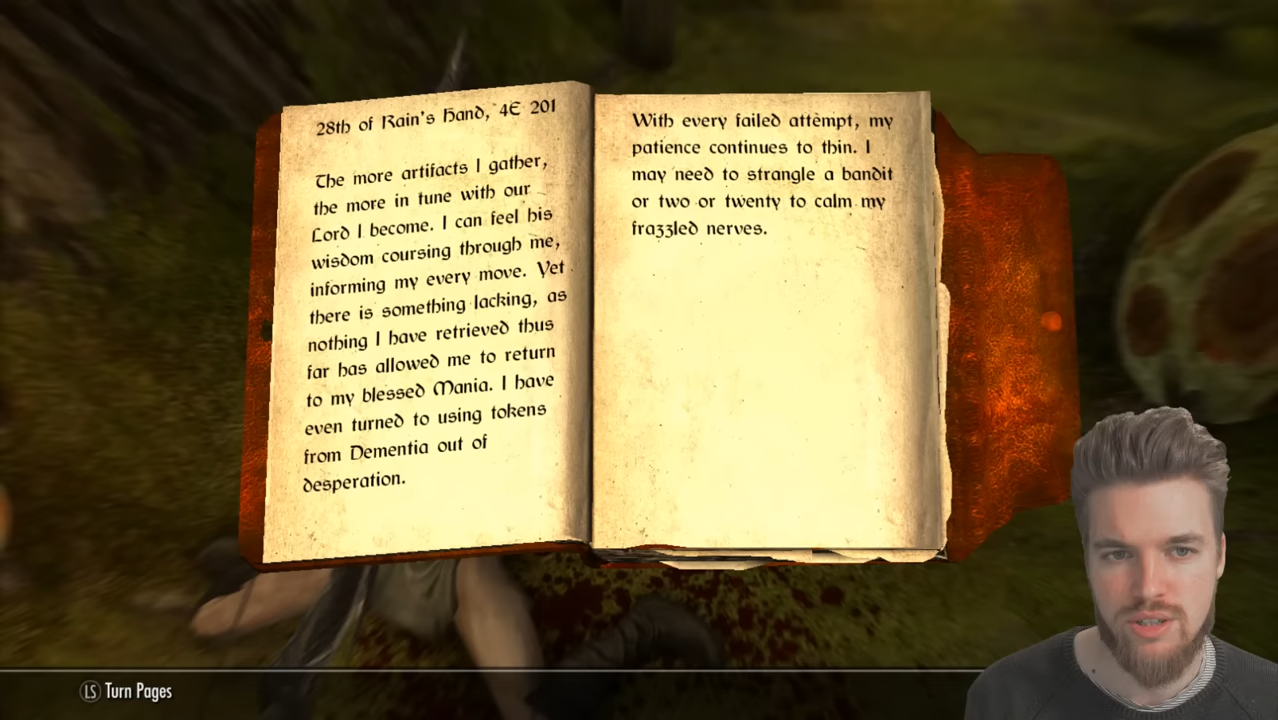 28th of Rain's Hand, 4E 201
The more artifacts I gather,
the more in tune with our
Lord I become. I can feel his
wisdom coursing through me,
informing my every move. Yet
there is something lacking, as
nothing I have retrieved thus
far has allowed me to return
to my blessed Mania. I have
even turned to using tokens
from Dementia out of
desperation.
With every failed attempt, my
patience continues to thin. I
may need to strangle a bandit
or two or twenty to calm my
frazzled nerves.
LS Turn Pages